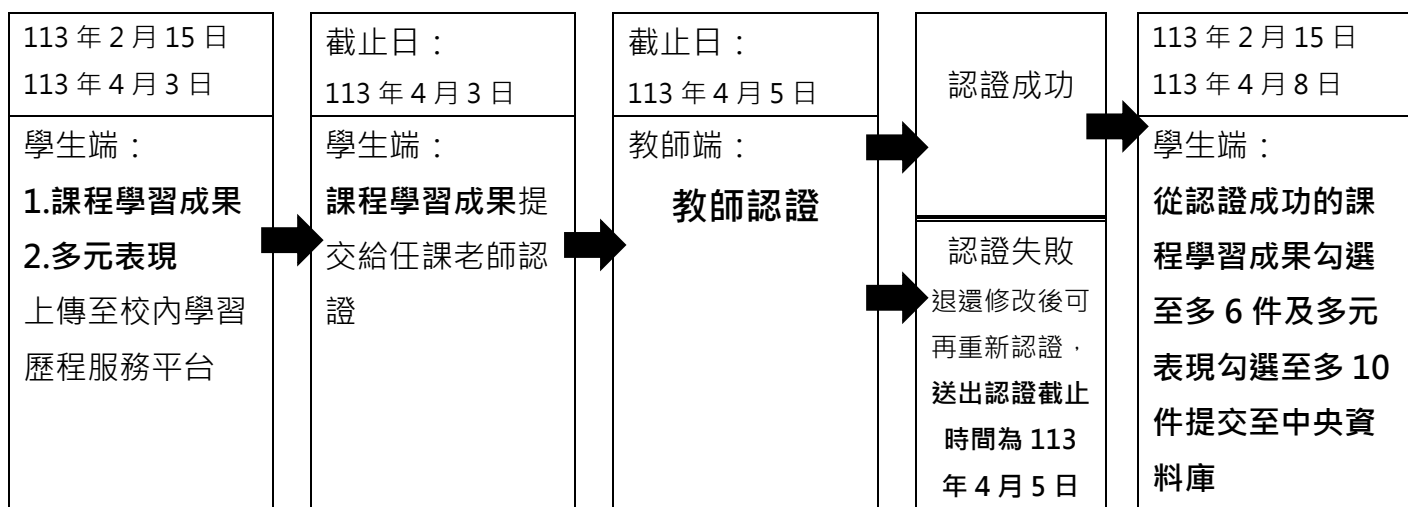 113 年 2 月 15 日
113 年 4 月 3 日
學生端：
1.課程學習成果
2.多元表現
上傳至校內學習
歷程服務平台
截止日：
113 年 4 月 3 日
學生端：
課程學習成果提
交給任課老師認
證
截止日：
113 年 4 月 5 日
教師端：
教師認證
認證成功
認證失敗
退還修改後可
再重新認證，
送出認證截止
時間為 113
年 4 月 5 日
113 年 2 月 15 日
113 年 4 月 8 日
學生端：
從認證成功的課
程學習成果勾選
至多 6 件及多元
表現勾選至多 10
件提交至中央資
料庫